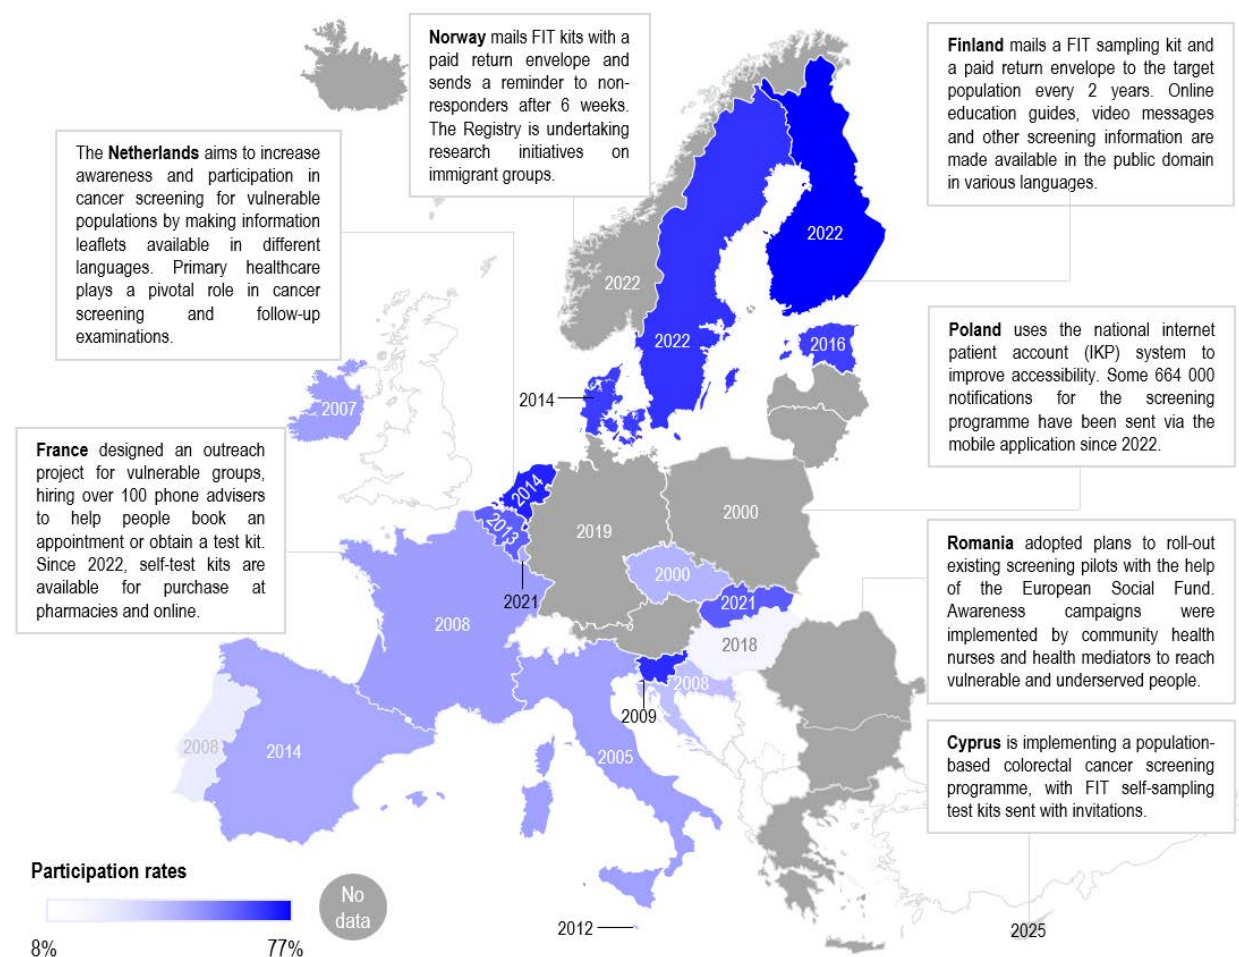 Norway mails FIT kits with a
paid return envelope and
sends a reminder to non-
responders after 6 weeks.
The Registry is undertaking
research initiatives on
immigrant groups.
Finland mails a FIT sampling kit and
a paid return envelope to the target
population every 2 years. Online
education guides, video messages
and other screening information are
made available in the public domain
in various languages.
The Netherlands aims to increase
awareness and participation in
cancer screening for vulnerable
populations by making information
leaflets available in different
languages. Primary healthcare
plays a pivotal role in cancer
screening and follow-up
examinations.
Poland uses the national internet
patient account (IKP) system to
improve accessibility. Some 664 000
notifications for the screening
programme have been sent via the
mobile application since 2022.
France designed an outreach
project for vulnerable groups,
hiring over 100 phone advisers
to help people book an
appointment or obtain a test kit.
Since 2022, self-test kits are
available for purchase at
pharmacies and online.
Romania adopted plans to roll-out
existing screening pilots with the help
of the European Social Fund.
Awareness campaigns were
implemented by community health
nurses and health mediators to reach
vulnerable and underserved people.
Cyprus is implementing a population-
based colorectal cancer screening
programme, with FIT self-sampling
test kits sent with invitations.
2022
2022
2022
2016
2014
2007
2014
2013
2019
2000
2000
2021
2021
2008
2018
2008
2009
2008
2014
2005
2012
2025
Participation rates
8%
77%
No
data